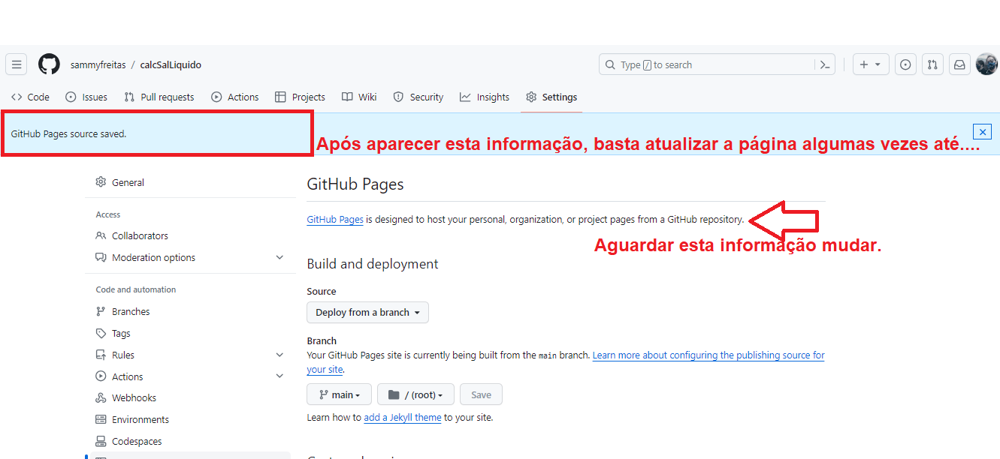 sammyfreitas / calcSalLiquido
Type / to search
Code
Issues
Pull requests
Actions
Projects
Wiki
Security
Insights
Settings
GitHub Pages source saved.
Após aparecer esta informação, basta atualizar a página algumas vezes até....
General
Access
Collaborators
Moderation options
Code and automation
Branches
Tags
Rules
Actions
Webhooks
Environments
Codespaces
GitHub Pages
GitHub Pages is designed to host your personal, organization, or project pages from a GitHub repository.
Aguardar esta informação mudar.
Build and deployment
Source
Deploy from a branch
Branch
Your GitHub Pages site is currently being built from the main branch. Learn more about configuring the publishing source for
your site.
main
/ (root)
Save
Learn how to add a Jekyll theme to your site.